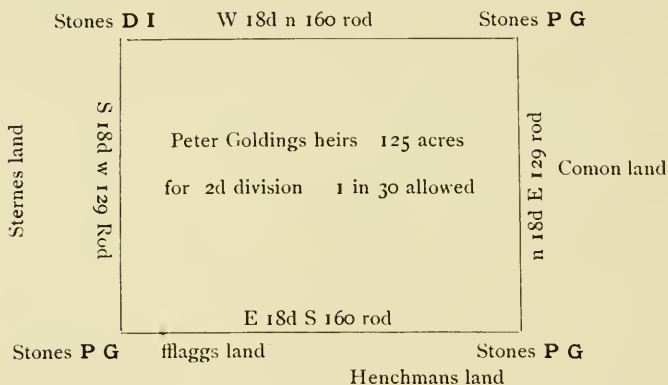 Stones D I W 18d n 160 rod Stones P G
Sternes land
S 18d w 129 Rod
Peter Goldings heirs 125 acres
for 2d division 1 in 30 allowed
n 18d E 129 rod
Comon land
E 18d S 160 rod
Stones P G fflaggs land Stones P G
Henchmans land